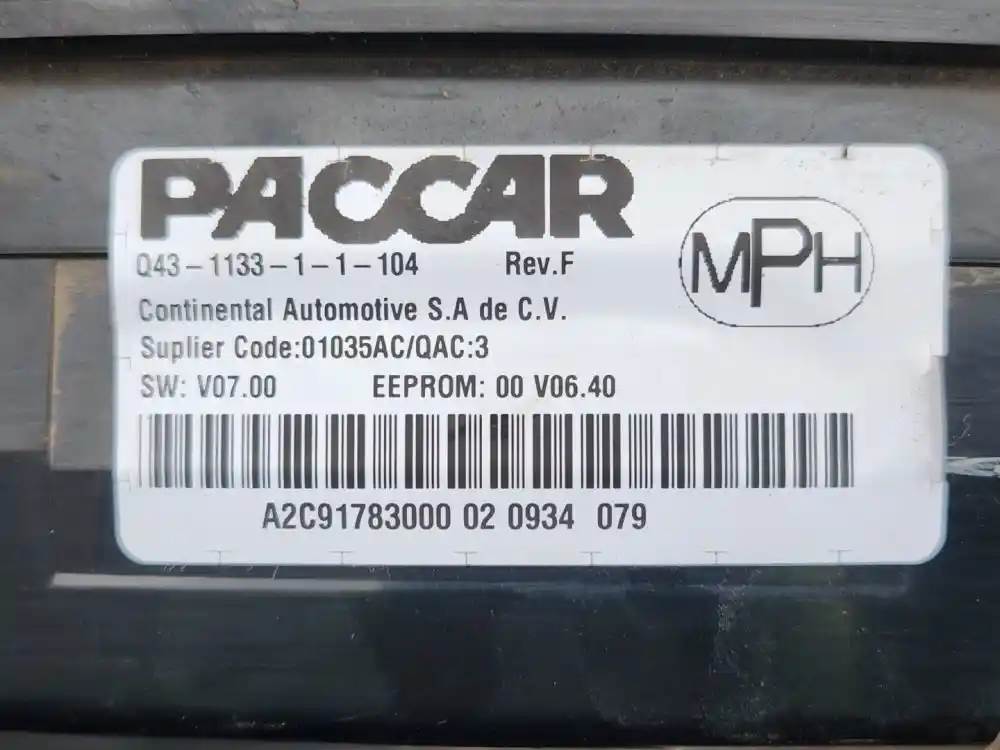 PACCAR
MPH
Q43-1133-1-1-104 Rev.F
Continental Automotive S.A de C.V.
Suplier Code:01035AC/QAC:3
SW: V07.00 EEPROM: 00 V06.40
A2C91783000 02 0934 079